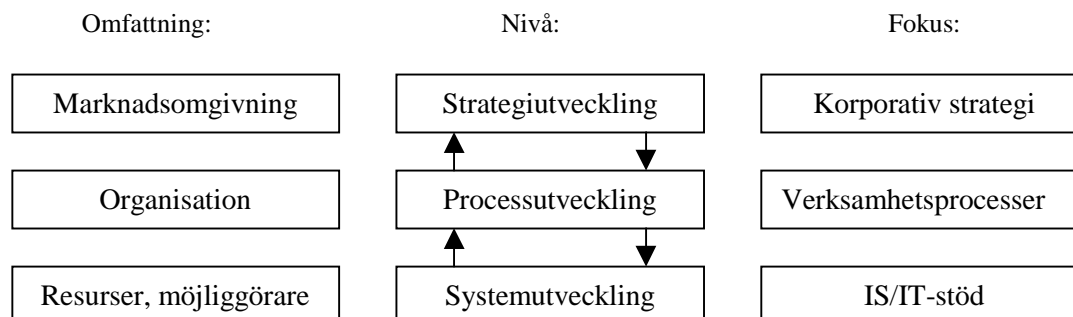 Omfattning: Nivå: Fokus:
Marknadsomgivning Strategiutveckling Korporativ strategi
Organisation Processutveckling Verksamhetsprocesser
Resurser, möjliggörare Systemutveckling IS/IT-stöd